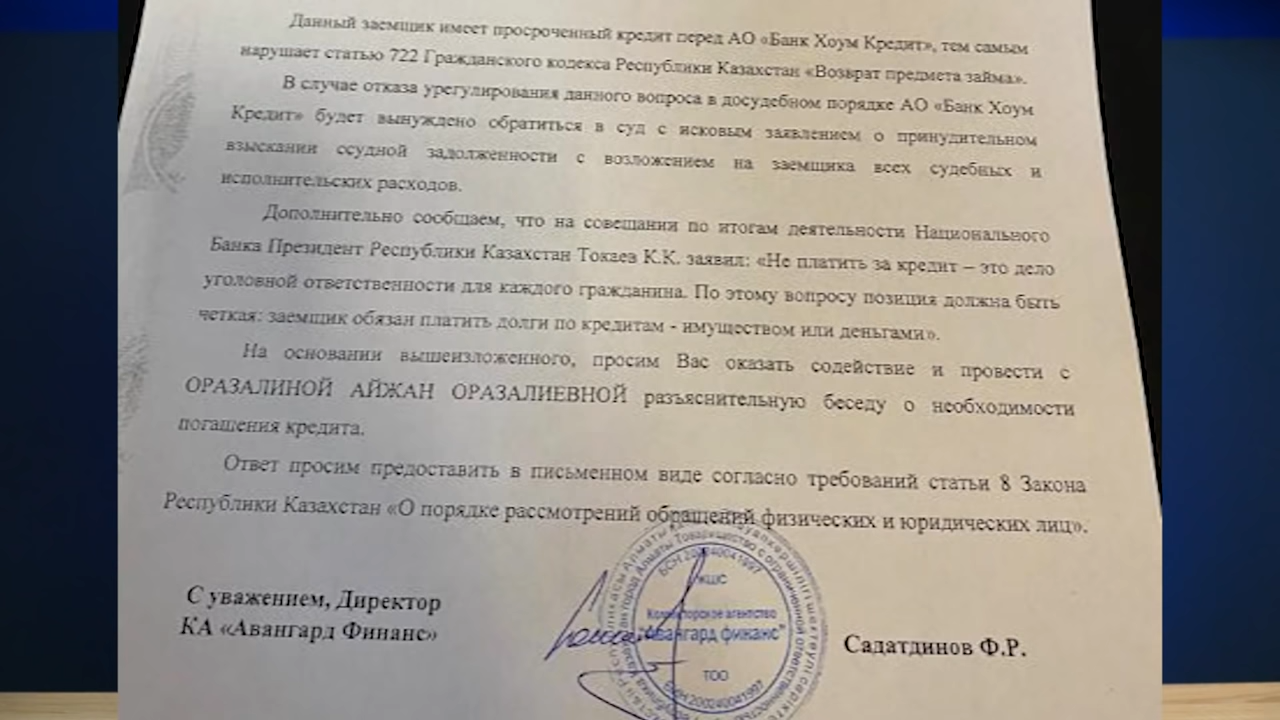 Данный заемщик имеет просроченный кредит перед АО «Банк Хоум Кредит», тем самым
нарушает статью 722 Гражданского кодекса Республики Казахстан «Возврат предмета займа».
В случае отказа урегулирования данного вопроса в досудебном порядке АО «Банк Хоум
Кредит» будет вынуждено обратиться в суд с исковым заявлением о принудительном
взыскании ссудной задолженности с возложением на заемщика всех судебных и
исполнительских расходов.
Дополнительно сообщаем, что на совещании по итогам деятельности Национального
Банка Президент Республики Казахстан Токаев К.К. заявил: «Не платить за кредит – это дело
уголовной ответственности для каждого гражданина. По этому вопросу позиция должна быть
четкая: заемщик обязан платить долги по кредитам - имуществом или деньгами».
На основании вышеизложенного, просим Вас оказать содействие и провести с
ОРАЗАЛИНОЙ АЙЖАН ОРАЗАЛИЕВНОЙ разъяснительную беседу о необходимости
погашения кредита.
Ответ просим предоставить в письменном виде согласно требований статьи 8 Закона
Республики Казахстан «О порядке рассмотрений обращений физических и юридических лиц».
С уважением, Директор
КА «Авангард Финанс»
Садатдинов Ф.Р.
БСН 200240041997
ЖШС
Коллекторское агентство
"Авангард финанс"
ТОО
БИН 200240041997